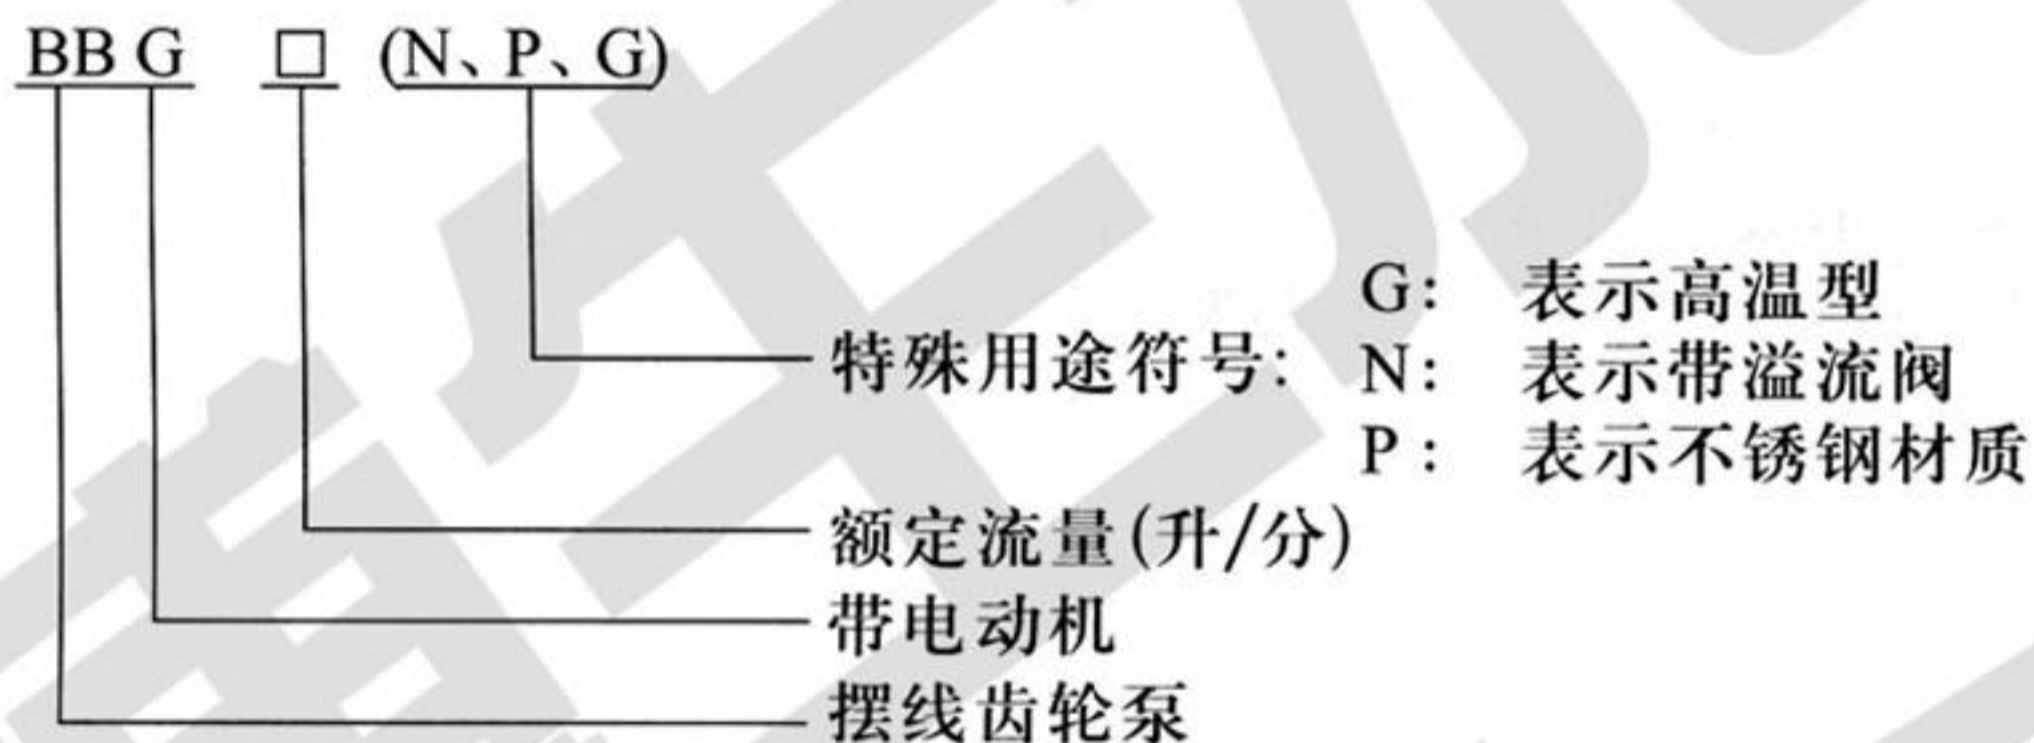 BB G □ (N、P、G)
G: 表示高温型
特殊用途符号: N: 表示带溢流阀
P: 表示不锈钢材质
额定流量(升/分)
带电动机
摆线齿轮泵